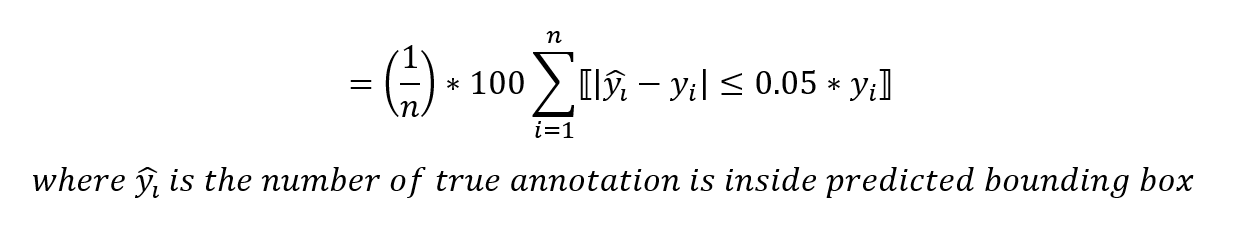 = (1/n) * 100 ∑_{i=1}^{n} ⟦|ŷᵢ − yᵢ| ≤ 0.05 * yᵢ⟧
where ŷᵢ is the number of true annotation is inside predicted bounding box